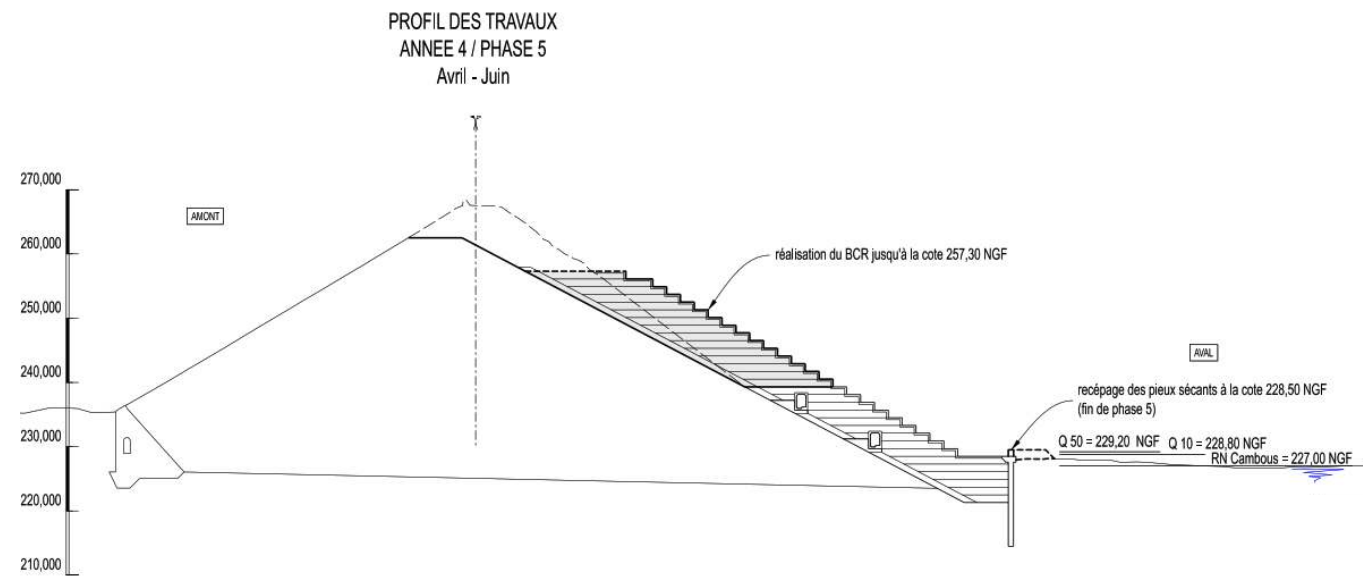 PROFIL DES TRAVAUX
ANNEE 4 / PHASE 5
Avril - Juin
270,000
AMONT
260,000
réalisation du BCR jusqu'à la cote 257,30 NGF
250,000
AVAL
240,000
recépage des pieux sécants à la cote 228,50 NGF
(fin de phase 5)
230,000
Q 50 = 229,20 NGF Q 10 = 228,80 NGF
RN Cambous = 227,00 NGF
220,000
210,000